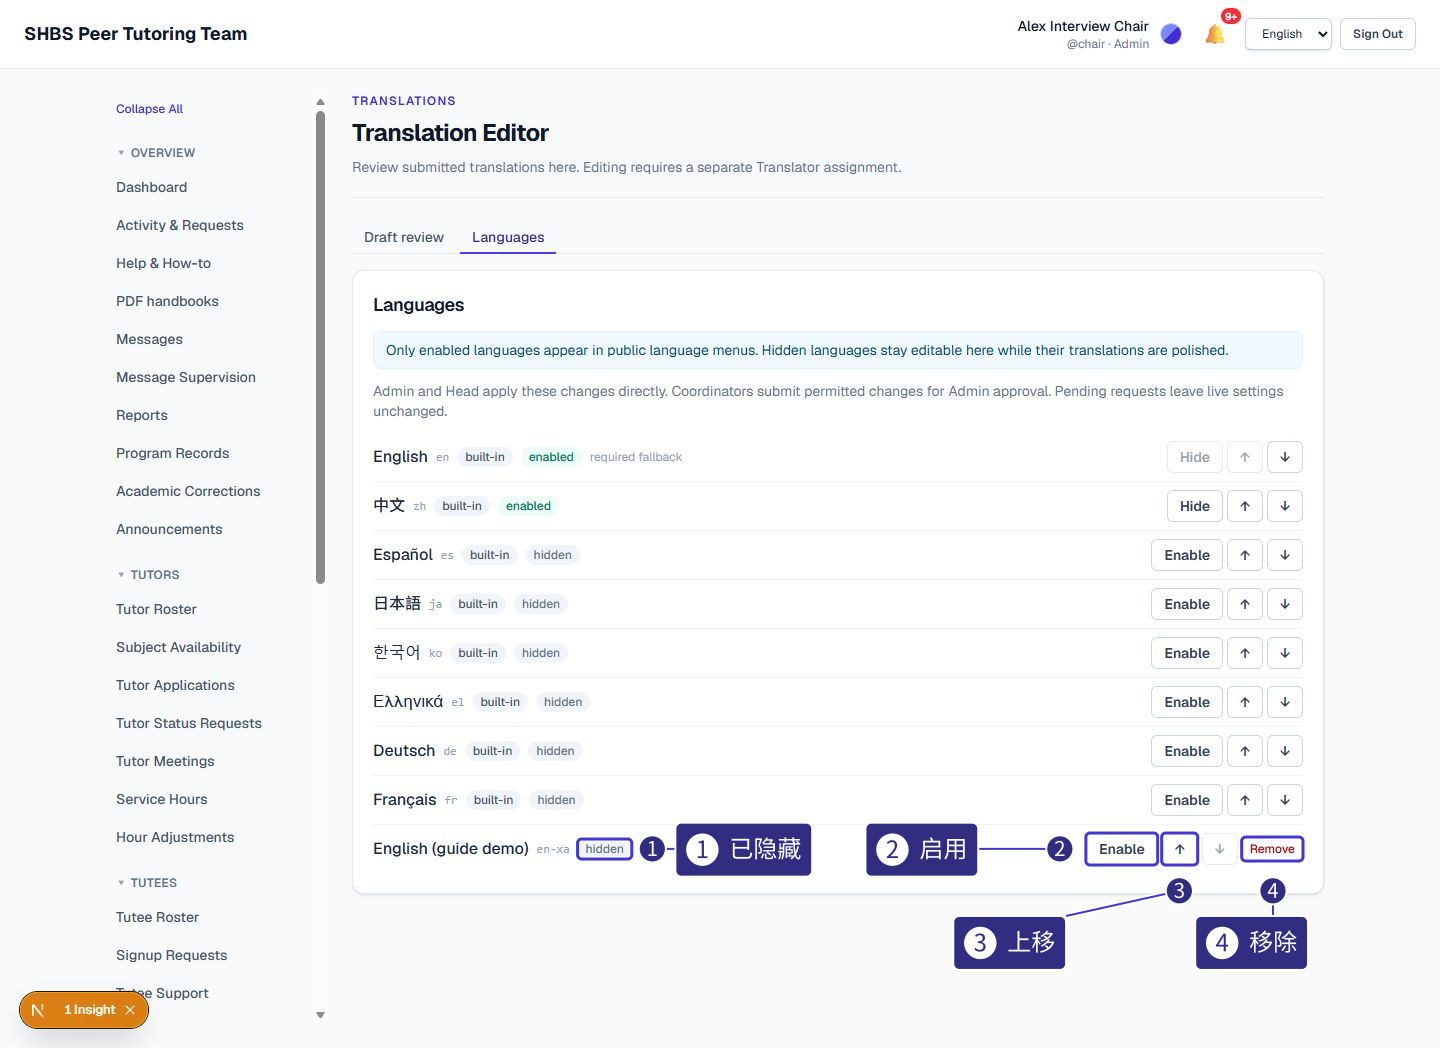 SHBS Peer Tutoring Team
Alex Interview Chair
@chair · Admin
9+
English
Sign Out
Collapse All
OVERVIEW
Dashboard
Activity & Requests
Help & How-to
PDF handbooks
Messages
Message Supervision
Reports
Program Records
Academic Corrections
Announcements
TUTORS
Tutor Roster
Subject Availability
Tutor Applications
Tutor Status Requests
Tutor Meetings
Service Hours
Hour Adjustments
TUTEES
Tutee Roster
Signup Requests
Tutee Support
1 Insight
TRANSLATIONS
Translation Editor
Review submitted translations here. Editing requires a separate Translator assignment.
Draft review Languages
Languages
Only enabled languages appear in public language menus. Hidden languages stay editable here while their translations are polished.
Admin and Head apply these changes directly. Coordinators submit permitted changes for Admin approval. Pending requests leave live settings
unchanged.
English en built-in enabled required fallback Hide ↑ ↓
中文 zh built-in enabled Hide ↑ ↓
Español es built-in hidden Enable ↑ ↓
日本語 ja built-in hidden Enable ↑ ↓
한국어 ko built-in hidden Enable ↑ ↓
Ελληνικά el built-in hidden Enable ↑ ↓
Deutsch de built-in hidden Enable ↑ ↓
Français fr built-in hidden Enable ↑ ↓
English (guide demo) en-xa hidden 1 1 已隐藏 2 启用 2 Enable ↑ ↓ Remove
3 4
3 上移 4 移除